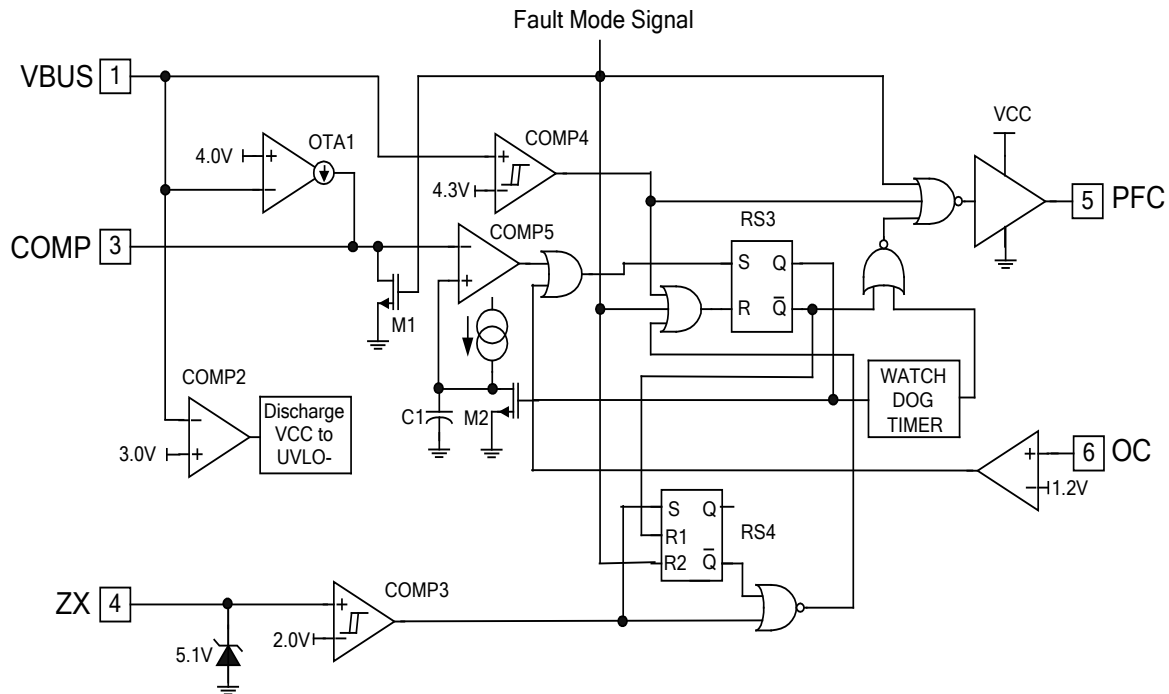 Fault Mode Signal
VBUS 1
VCC
OTA1
COMP4
4.0V
+
−
+
−
4.3V
5 PFC
RS3
COMP 3
COMP5
−
+
S Q
R Q̅
M1
COMP2
−
+
3.0V
Discharge
VCC to
UVLO-
C1
M2
WATCH
DOG
TIMER
6 OC
+
−
1.2V
S Q
R1
R2 Q̅
RS4
ZX 4
COMP3
+
−
2.0V
5.1V